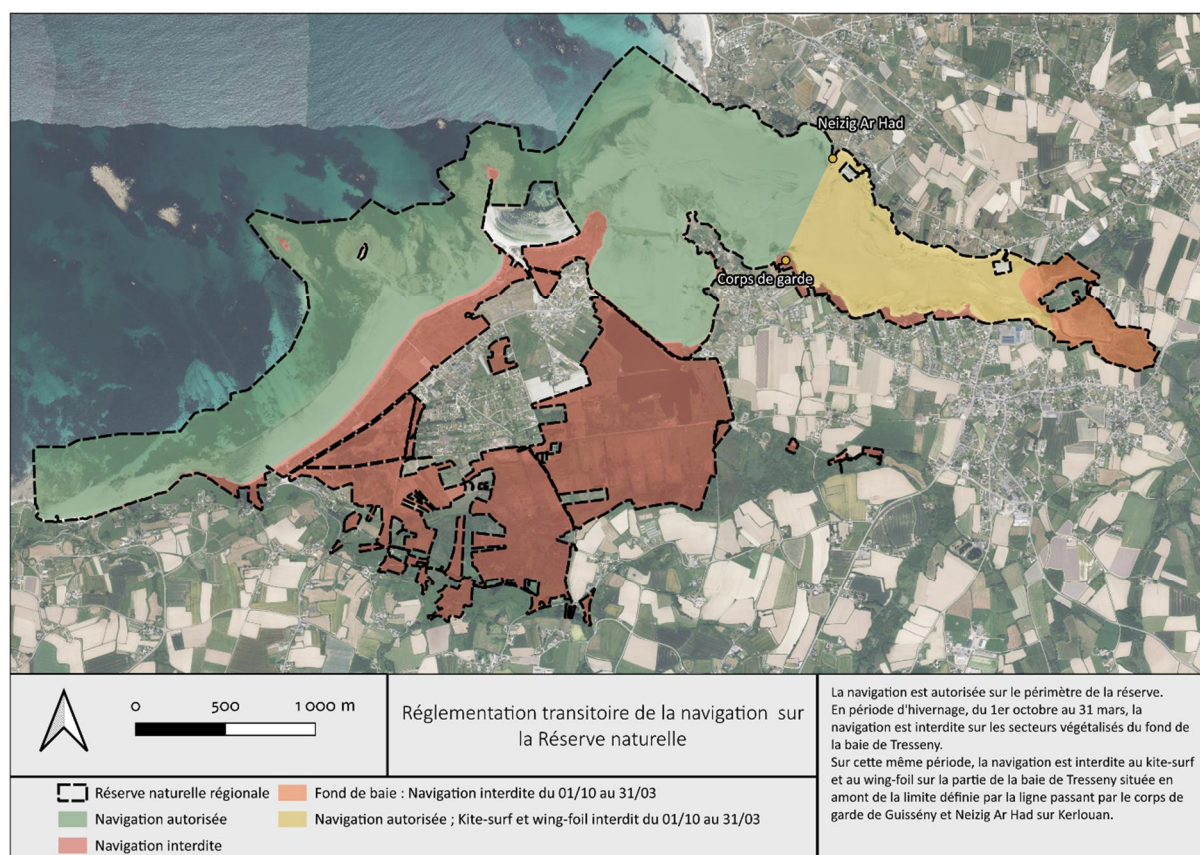 Neizig Ar Had
Corps de garde
0 500 1 000 m
Réglementation transitoire de la navigation sur
la Réserve naturelle
La navigation est autorisée sur le périmètre de la réserve.
En période d'hivernage, du 1er octobre au 31 mars, la
navigation est interdite sur les secteurs végétalisés du fond de
la baie de Tresseny.
Sur cette même période, la navigation est interdite au kite-surf
et au wing-foil sur la partie de la baie de Tresseny située en
amont de la limite définie par la ligne passant par le corps de
garde de Guissény et Neizig Ar Had sur Kerlouan.
Réserve naturelle régionale
Navigation autorisée
Navigation interdite
Fond de baie : Navigation interdite du 01/10 au 31/03
Navigation autorisée ; Kite-surf et wing-foil interdit du 01/10 au 31/03